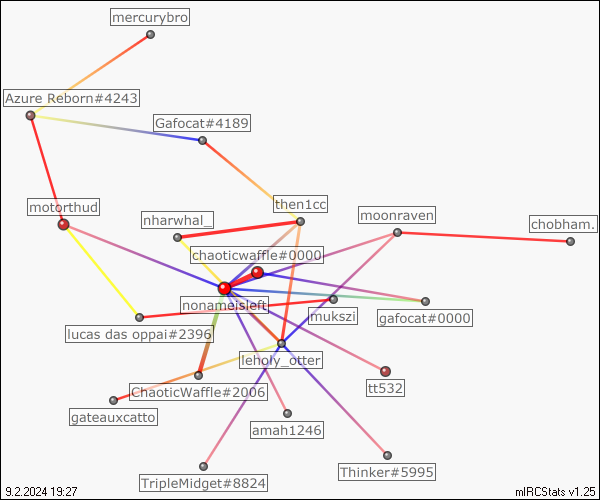 mercurybro
Azure Reborn#4243
Gafocat#4189
motorthud
nharwhal_
then1cc
moonraven
chobham.
chaoticwaffle#0000
nonameisleft
mukszi
gafocat#0000
lucas das oppai#2396
leholy_otter
ChaoticWaffle#2006
tt532
gateauxcatto
amah1246
TripleMidget#8824
Thinker#5995
9.2.2024 19:27
mIRCStats v1.25